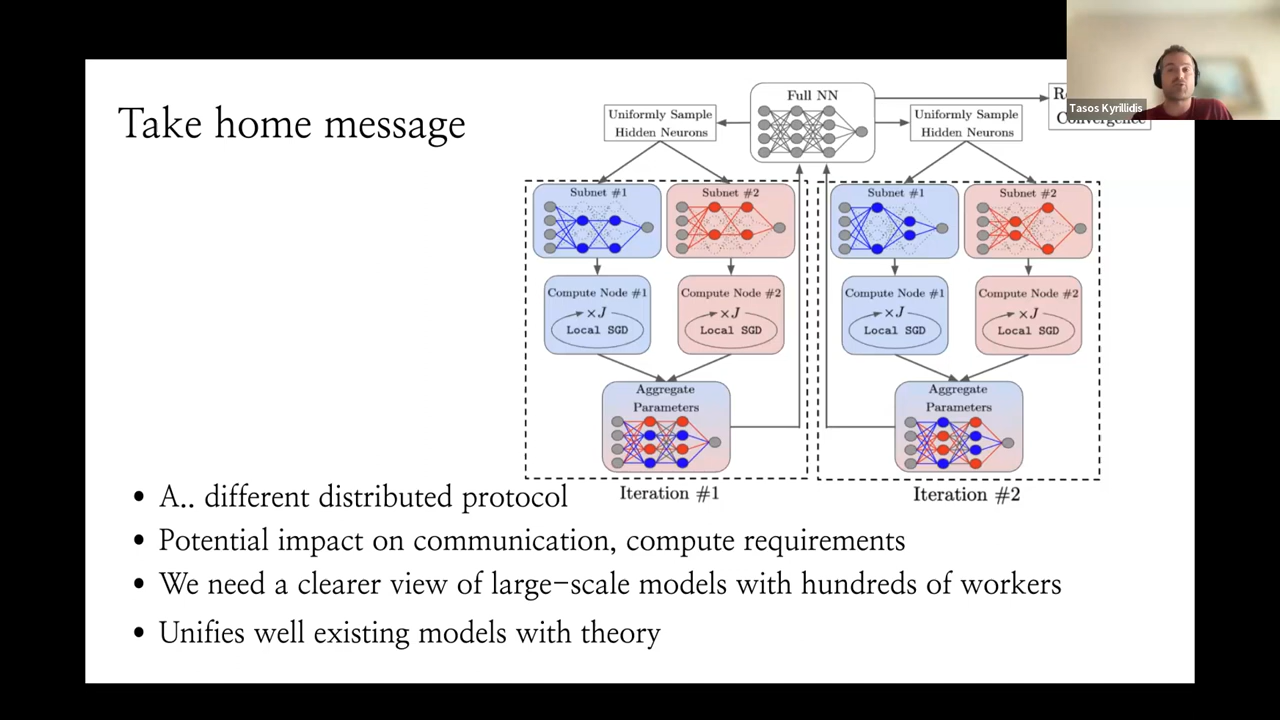 Take home message
Full NN
Uniformly Sample
Hidden Neurons
Uniformly Sample
Hidden Neurons
Convergence
Tasos Kyrillidis
Subnet #1
Subnet #2
Subnet #1
Subnet #2
Compute Node #1
×J
Local SGD
Compute Node #2
×J
Local SGD
Compute Node #1
×J
Local SGD
Compute Node #2
×J
Local SGD
Aggregate
Parameters
Aggregate
Parameters
Iteration #1
Iteration #2
• A.. different distributed protocol
• Potential impact on communication, compute requirements
• We need a clearer view of large-scale models with hundreds of workers
• Unifies well existing models with theory